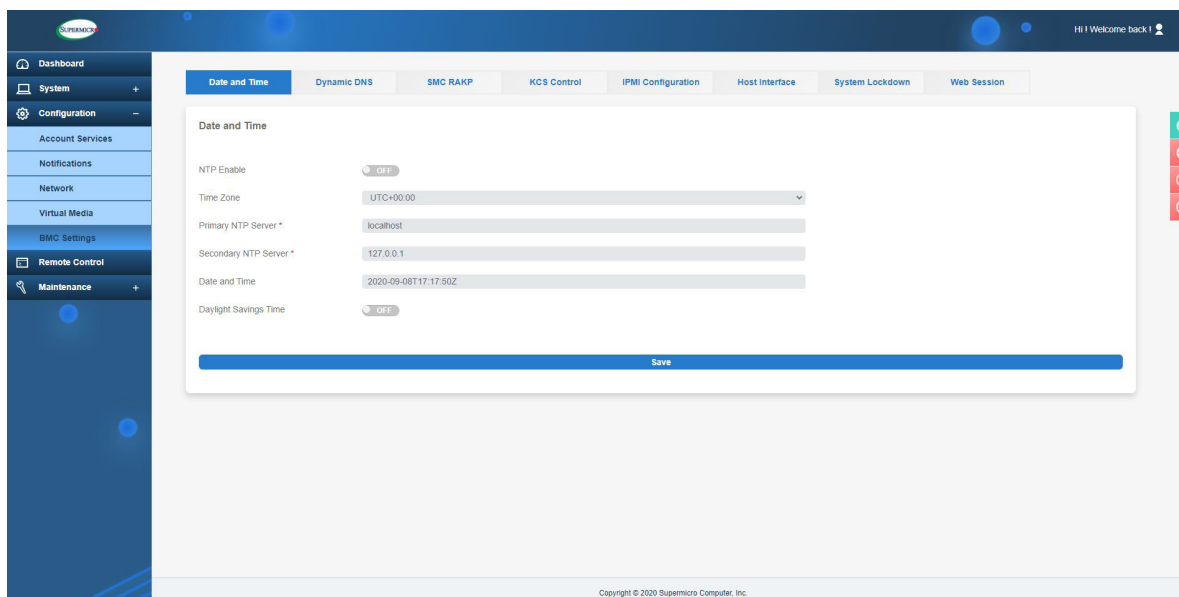 SUPERMICRO
Hi ! Welcome back !
Dashboard
System +
Configuration −
Account Services
Notifications
Network
Virtual Media
BMC Settings
Remote Control
Maintenance +
Date and Time Dynamic DNS SMC RAKP KCS Control IPMI Configuration Host Interface System Lockdown Web Session
Date and Time
NTP Enable OFF
Time Zone UTC+00:00
Primary NTP Server * localhost
Secondary NTP Server * 127.0.0.1
Date and Time 2020-09-08T17:17:50Z
Daylight Savings Time OFF
Save
Copyright © 2020 Supermicro Computer, Inc.